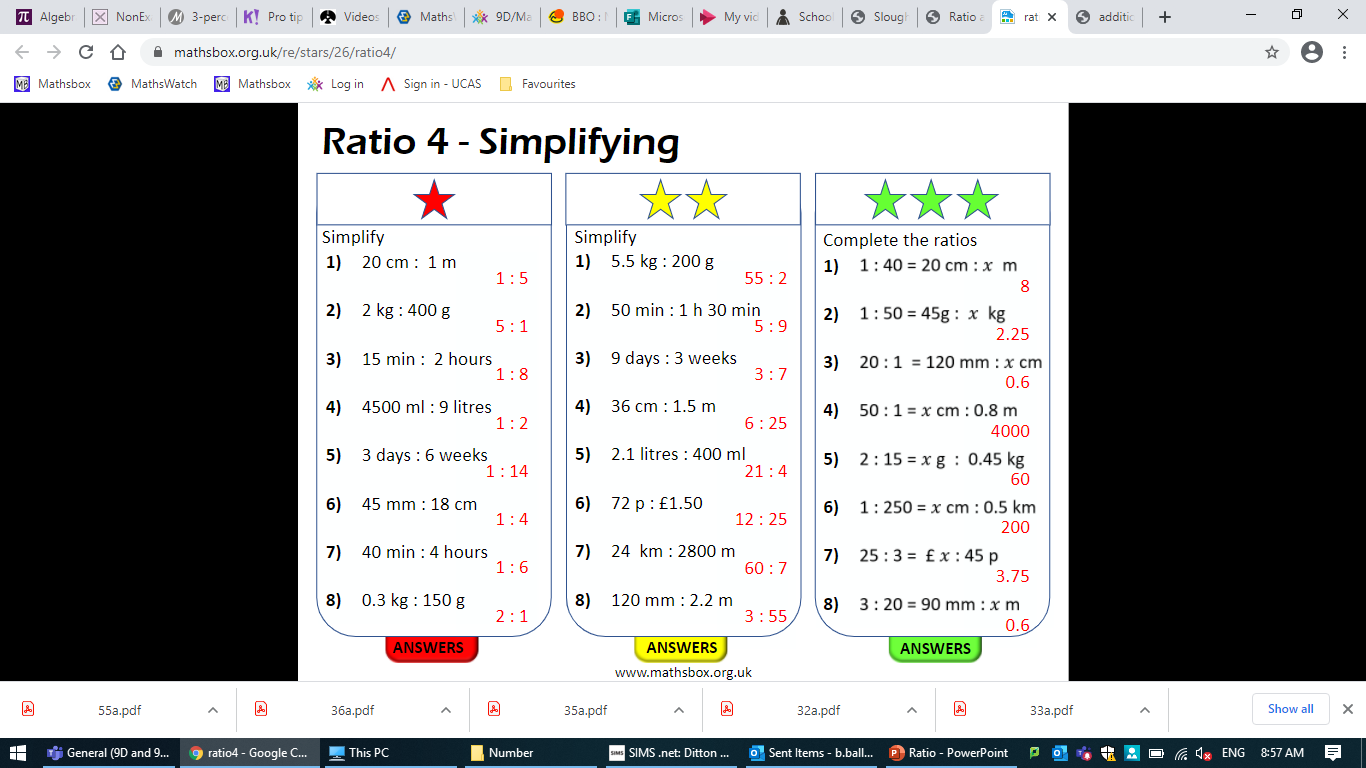 Algebr
NonEx
3-perc
Pro tip
Videos
MathsV
9D/Ma
BBO : N
Micros
My vid
School
Slough
Ratio a
rat
additic
mathsbox.org.uk/re/stars/26/ratio4/
Mathsbox
MathsWatch
Mathsbox
Log in
Sign in - UCAS
Favourites
Ratio 4 - Simplifying
Simplify
1) 20 cm : 1 m
1 : 5
2) 2 kg : 400 g
5 : 1
3) 15 min : 2 hours
1 : 8
4) 4500 ml : 9 litres
1 : 2
5) 3 days : 6 weeks
1 : 14
6) 45 mm : 18 cm
1 : 4
7) 40 min : 4 hours
1 : 6
8) 0.3 kg : 150 g
2 : 1
ANSWERS
Simplify
1) 5.5 kg : 200 g
55 : 2
2) 50 min : 1 h 30 min
5 : 9
3) 9 days : 3 weeks
3 : 7
4) 36 cm : 1.5 m
6 : 25
5) 2.1 litres : 400 ml
21 : 4
6) 72 p : £1.50
12 : 25
7) 24 km : 2800 m
60 : 7
8) 120 mm : 2.2 m
3 : 55
ANSWERS
Complete the ratios
1) 1 : 40 = 20 cm : x m
8
2) 1 : 50 = 45g : x kg
2.25
3) 20 : 1 = 120 mm : x cm
0.6
4) 50 : 1 = x cm : 0.8 m
4000
5) 2 : 15 = x g : 0.45 kg
60
6) 1 : 250 = x cm : 0.5 km
200
7) 25 : 3 = £ x : 45 p
3.75
8) 3 : 20 = 90 mm : x m
0.6
ANSWERS
www.mathsbox.org.uk
55a.pdf
36a.pdf
35a.pdf
32a.pdf
33a.pdf
Show all
General (9D and 9...
ratio4 - Google C...
This PC
Number
SIMS .net: Ditton ...
Sent Items - b.ball...
Ratio - PowerPoint
ENG
8:57 AM